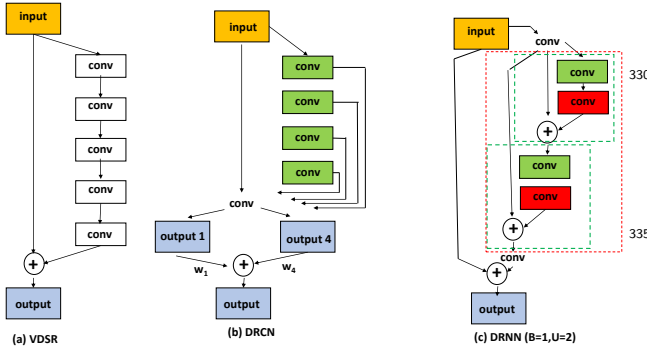 input
conv
conv
conv
conv
conv
+
output
(a) VDSR
input
conv
conv
conv
conv
conv
output 1
output 4
w1
+
w4
output
(b) DRCN
input
conv
conv
330
conv
+
conv
conv
335
+
conv
+
output
(c) DRNN (B=1,U=2)